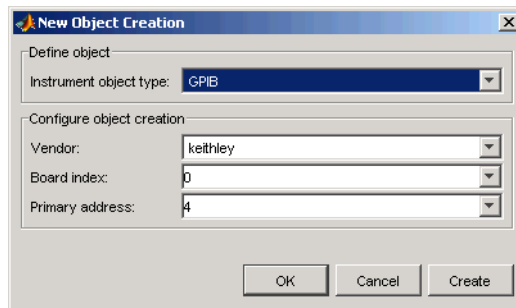 New Object Creation
Define object
Instrument object type: GPIB
Configure object creation
Vendor: keithley
Board index: 0
Primary address: 4
OK Cancel Create